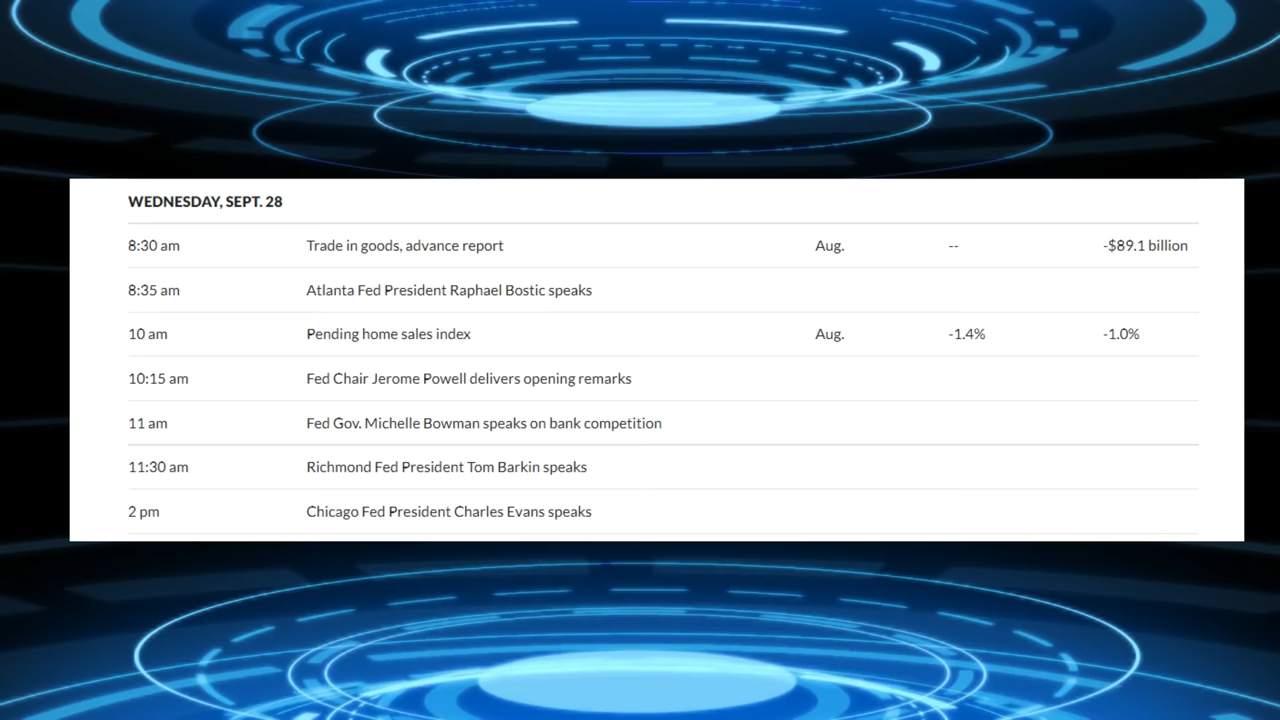 WEDNESDAY, SEPT. 28
8:30 am Trade in goods, advance report Aug. -- -$89.1 billion
8:35 am Atlanta Fed President Raphael Bostic speaks
10 am Pending home sales index Aug. -1.4% -1.0%
10:15 am Fed Chair Jerome Powell delivers opening remarks
11 am Fed Gov. Michelle Bowman speaks on bank competition
11:30 am Richmond Fed President Tom Barkin speaks
2 pm Chicago Fed President Charles Evans speaks